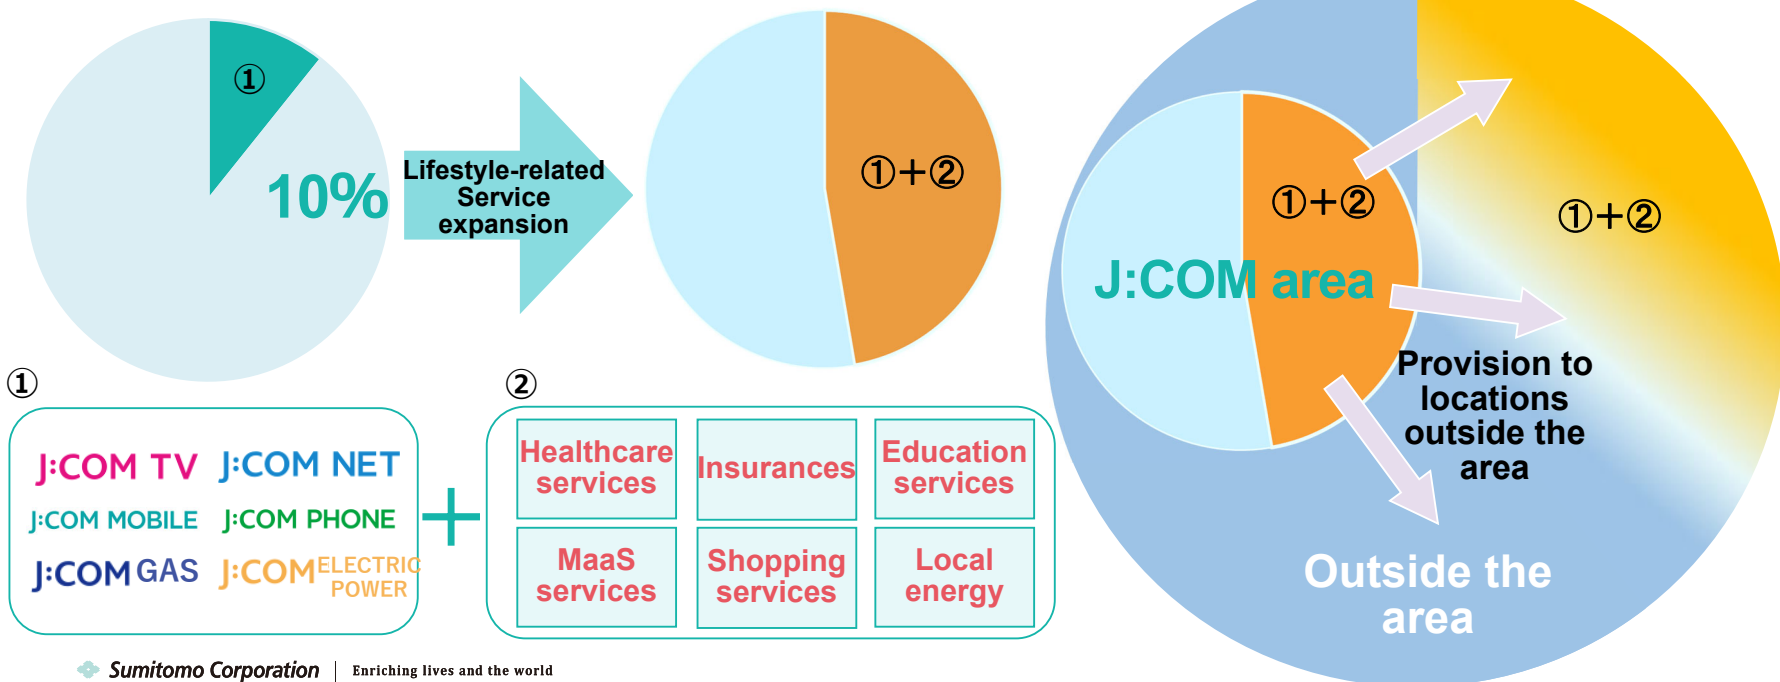 ①
10%
Lifestyle-related
Service
expansion
①+②
①+②
①+②
J:COM area
Provision to
locations
outside the
area
Outside the
area
①
J:COM TV
J:COM NET
J:COM MOBILE
J:COM PHONE
J:COM GAS
J:COM ELECTRIC
POWER
+
②
Healthcare
services
Insurances
Education
services
MaaS
services
Shopping
services
Local
energy
Sumitomo Corporation
Enriching lives and the world